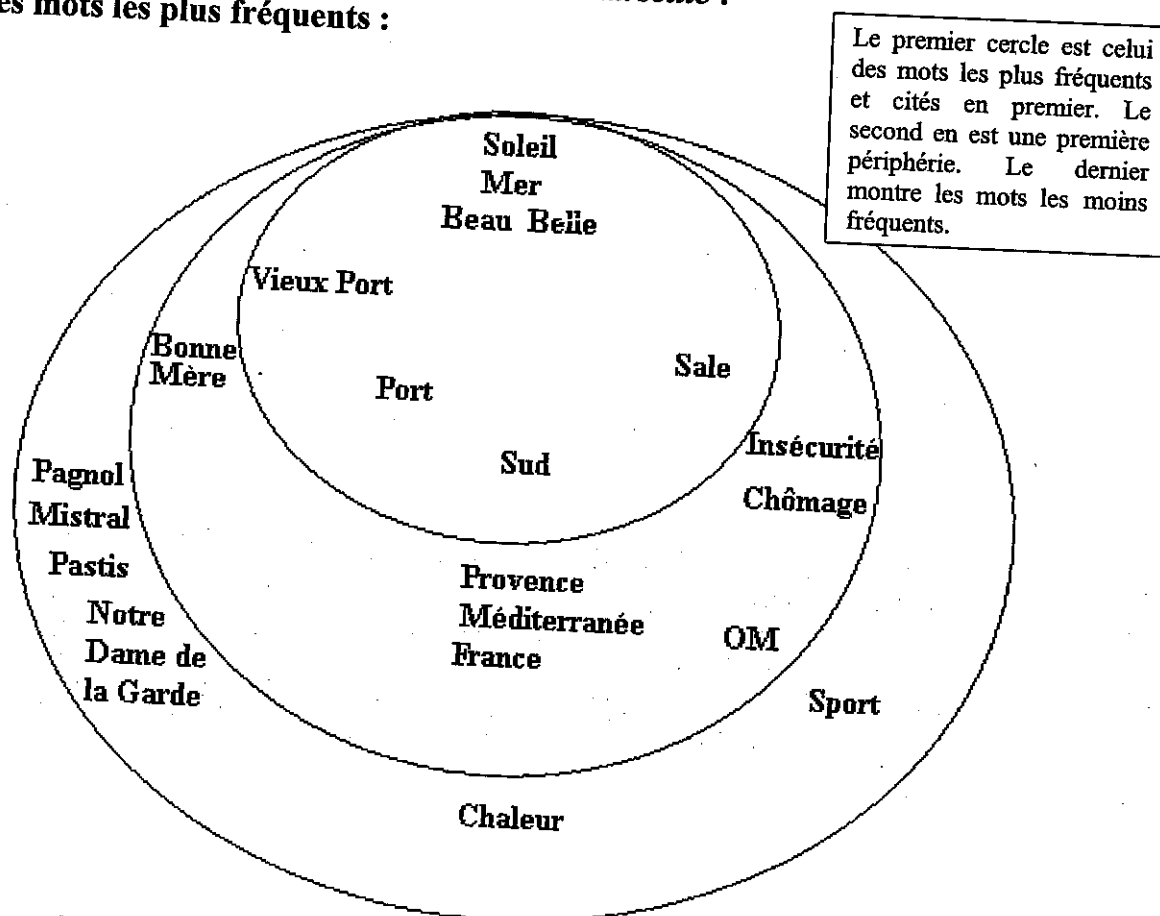 es mots les plus fréquents :
Le premier cercle est celui
des mots les plus fréquents
et cités en premier. Le
second en est une première
périphérie. Le dernier
montre les mots les moins
fréquents.
Soleil
Mer
Beau Belle
Vieux Port
Bonne
Mère
Port
Sale
Sud
Insécurité
Chômage
Pagnol
Mistral
Pastis
Notre
Dame de
la Garde
Provence
Méditerranée
France
OM
Sport
Chaleur